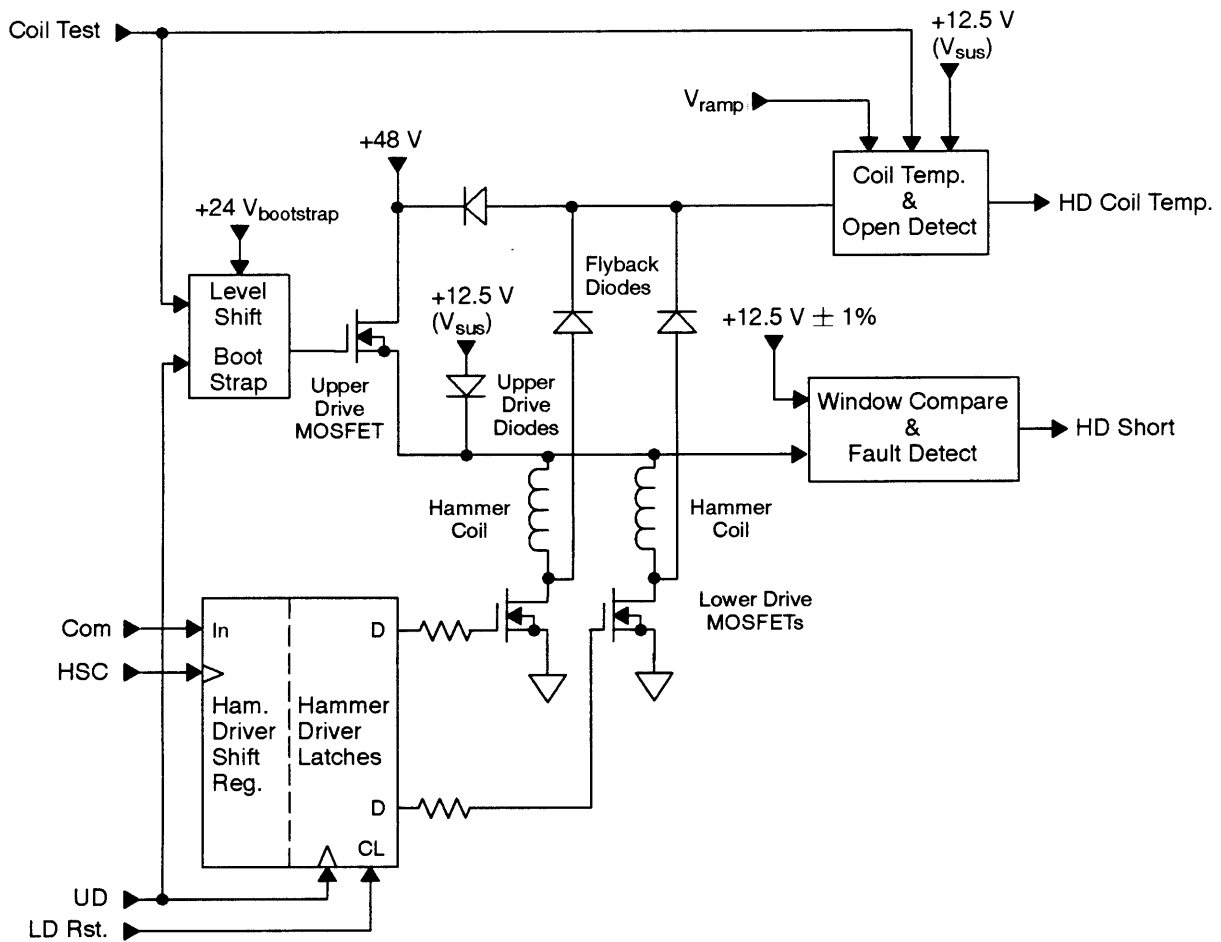 Coil Test
+12.5 V
(Vsus)
Vramp
+48 V
Coil Temp.
&
Open Detect
HD Coil Temp.
+24 Vbootstrap
Level
Shift
Boot
Strap
Flyback
Diodes
+12.5 V
(Vsus)
+12.5 V ± 1%
Upper
Drive
MOSFET
Upper
Drive
Diodes
Window Compare
&
Fault Detect
HD Short
Hammer
Coil
Hammer
Coil
Lower Drive
MOSFETs
Com
In
D
HSC
Ham.
Driver
Shift
Reg.
Hammer
Driver
Latches
D
CL
UD
LD Rst.